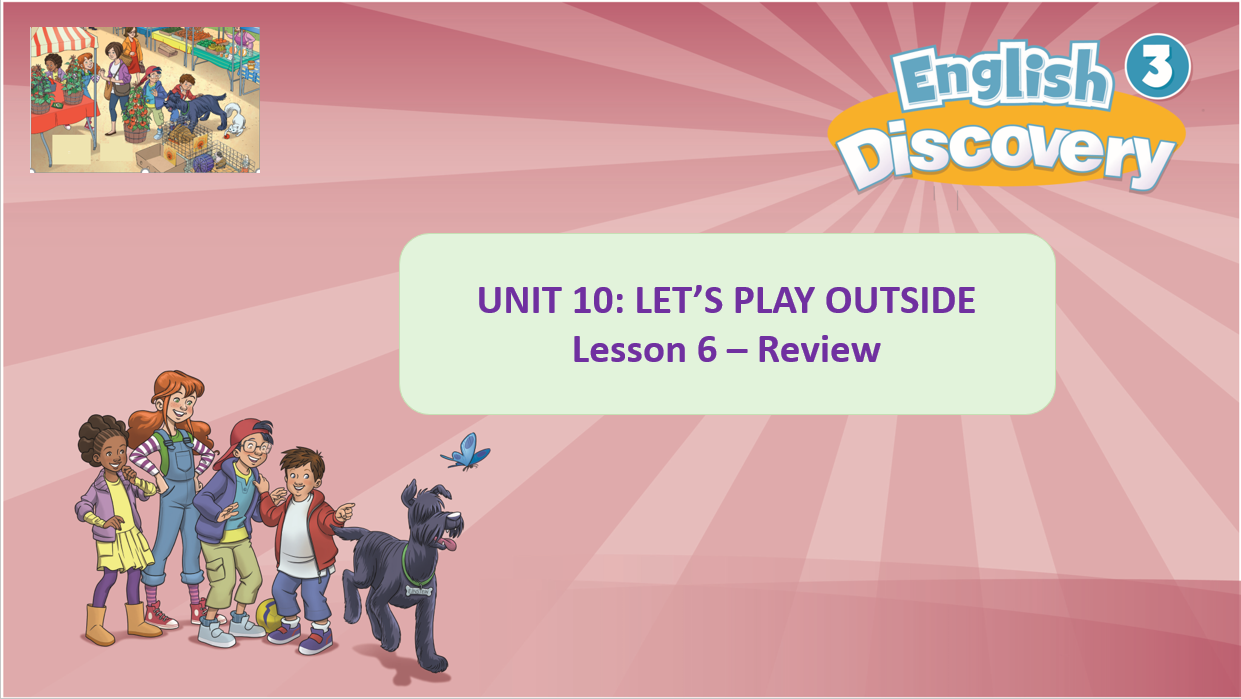 English 3
Discovery
UNIT 10: LET’S PLAY OUTSIDE
Lesson 6 – Review